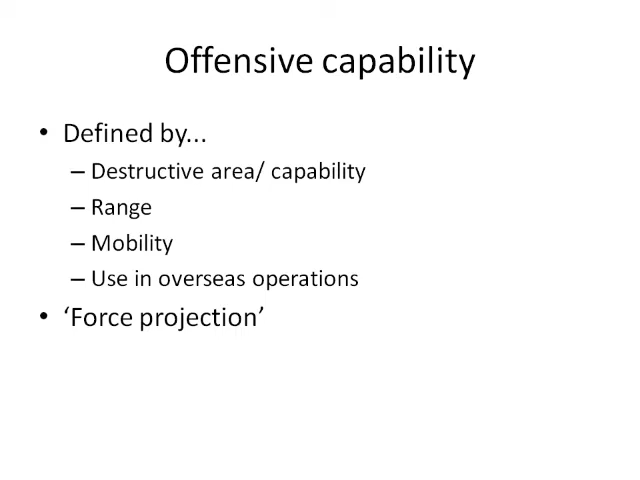 Offensive capability
• Defined by...
– Destructive area/ capability
– Range
– Mobility
– Use in overseas operations
• ‘Force projection’